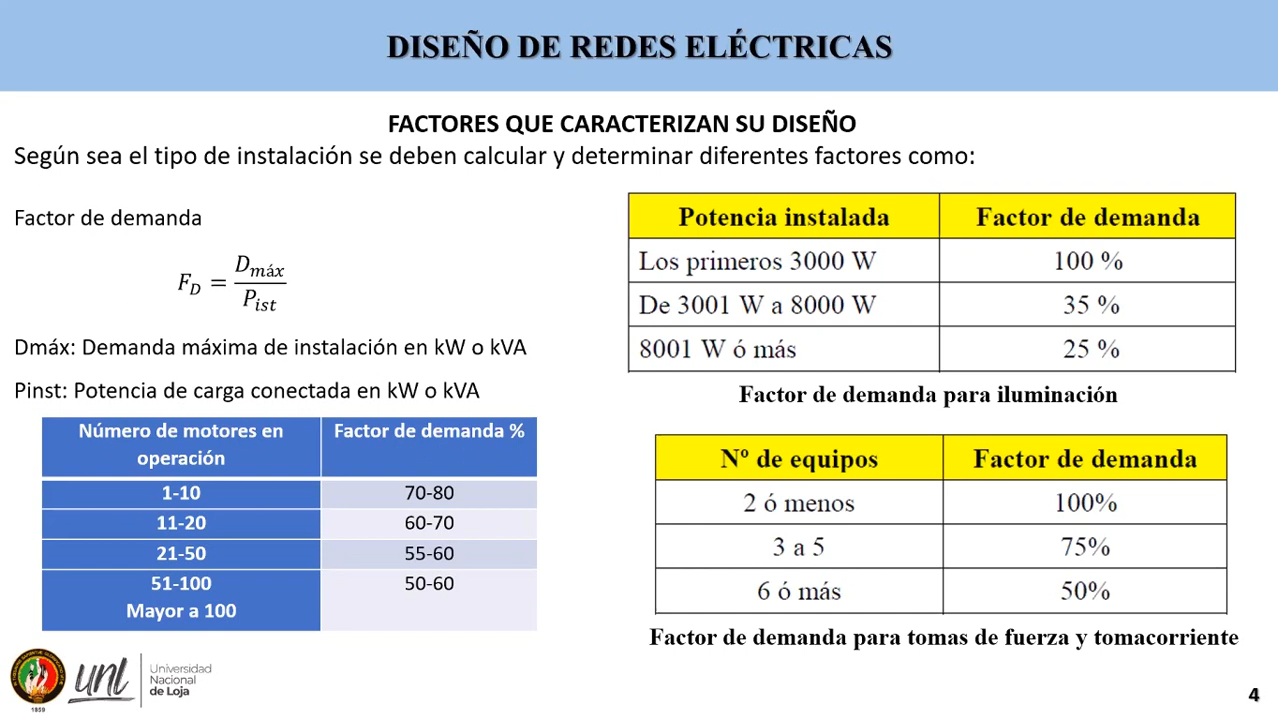 DISEÑO DE REDES ELÉCTRICAS
FACTORES QUE CARACTERIZAN SU DISEÑO
Según sea el tipo de instalación se deben calcular y determinar diferentes factores como:
Factor de demanda
F_D = D_máx / P_ist
Dmáx: Demanda máxima de instalación en kW o kVA
Pinst: Potencia de carga conectada en kW o kVA
Número de motores en operación | Factor de demanda %
1-10 | 70-80
11-20 | 60-70
21-50 | 55-60
51-100 | 50-60
Mayor a 100
Potencia instalada | Factor de demanda
Los primeros 3000 W | 100 %
De 3001 W a 8000 W | 35 %
8001 W ó más | 25 %
Factor de demanda para iluminación
Nº de equipos | Factor de demanda
2 ó menos | 100%
3 a 5 | 75%
6 ó más | 50%
Factor de demanda para tomas de fuerza y tomacorriente
1859
unl
Universidad
Nacional
de Loja
4